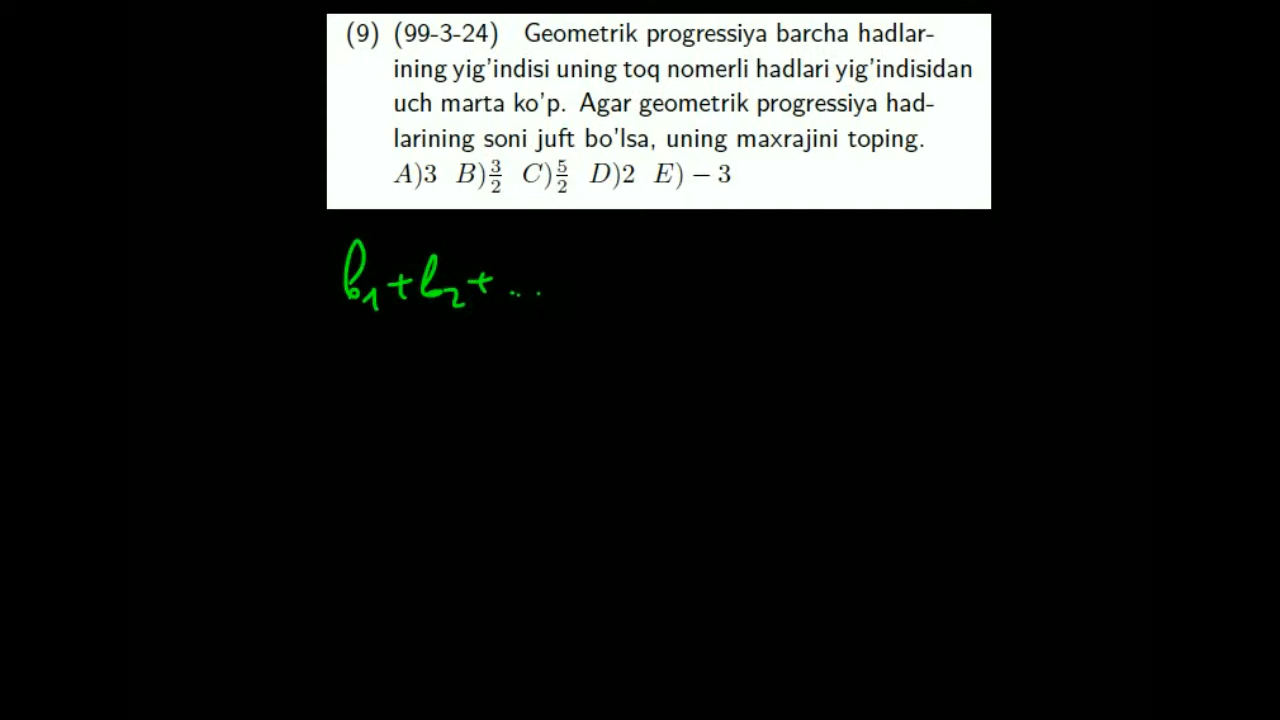 (9) (99-3-24) Geometrik progressiya barcha hadlar-
ining yig'indisi uning toq nomerli hadlari yig'indisidan
uch marta ko'p. Agar geometrik progressiya had-
larining soni juft bo'lsa, uning maxrajini toping.
A)3 B)3/2 C)5/2 D)2 E) − 3
b₁+b₂+...